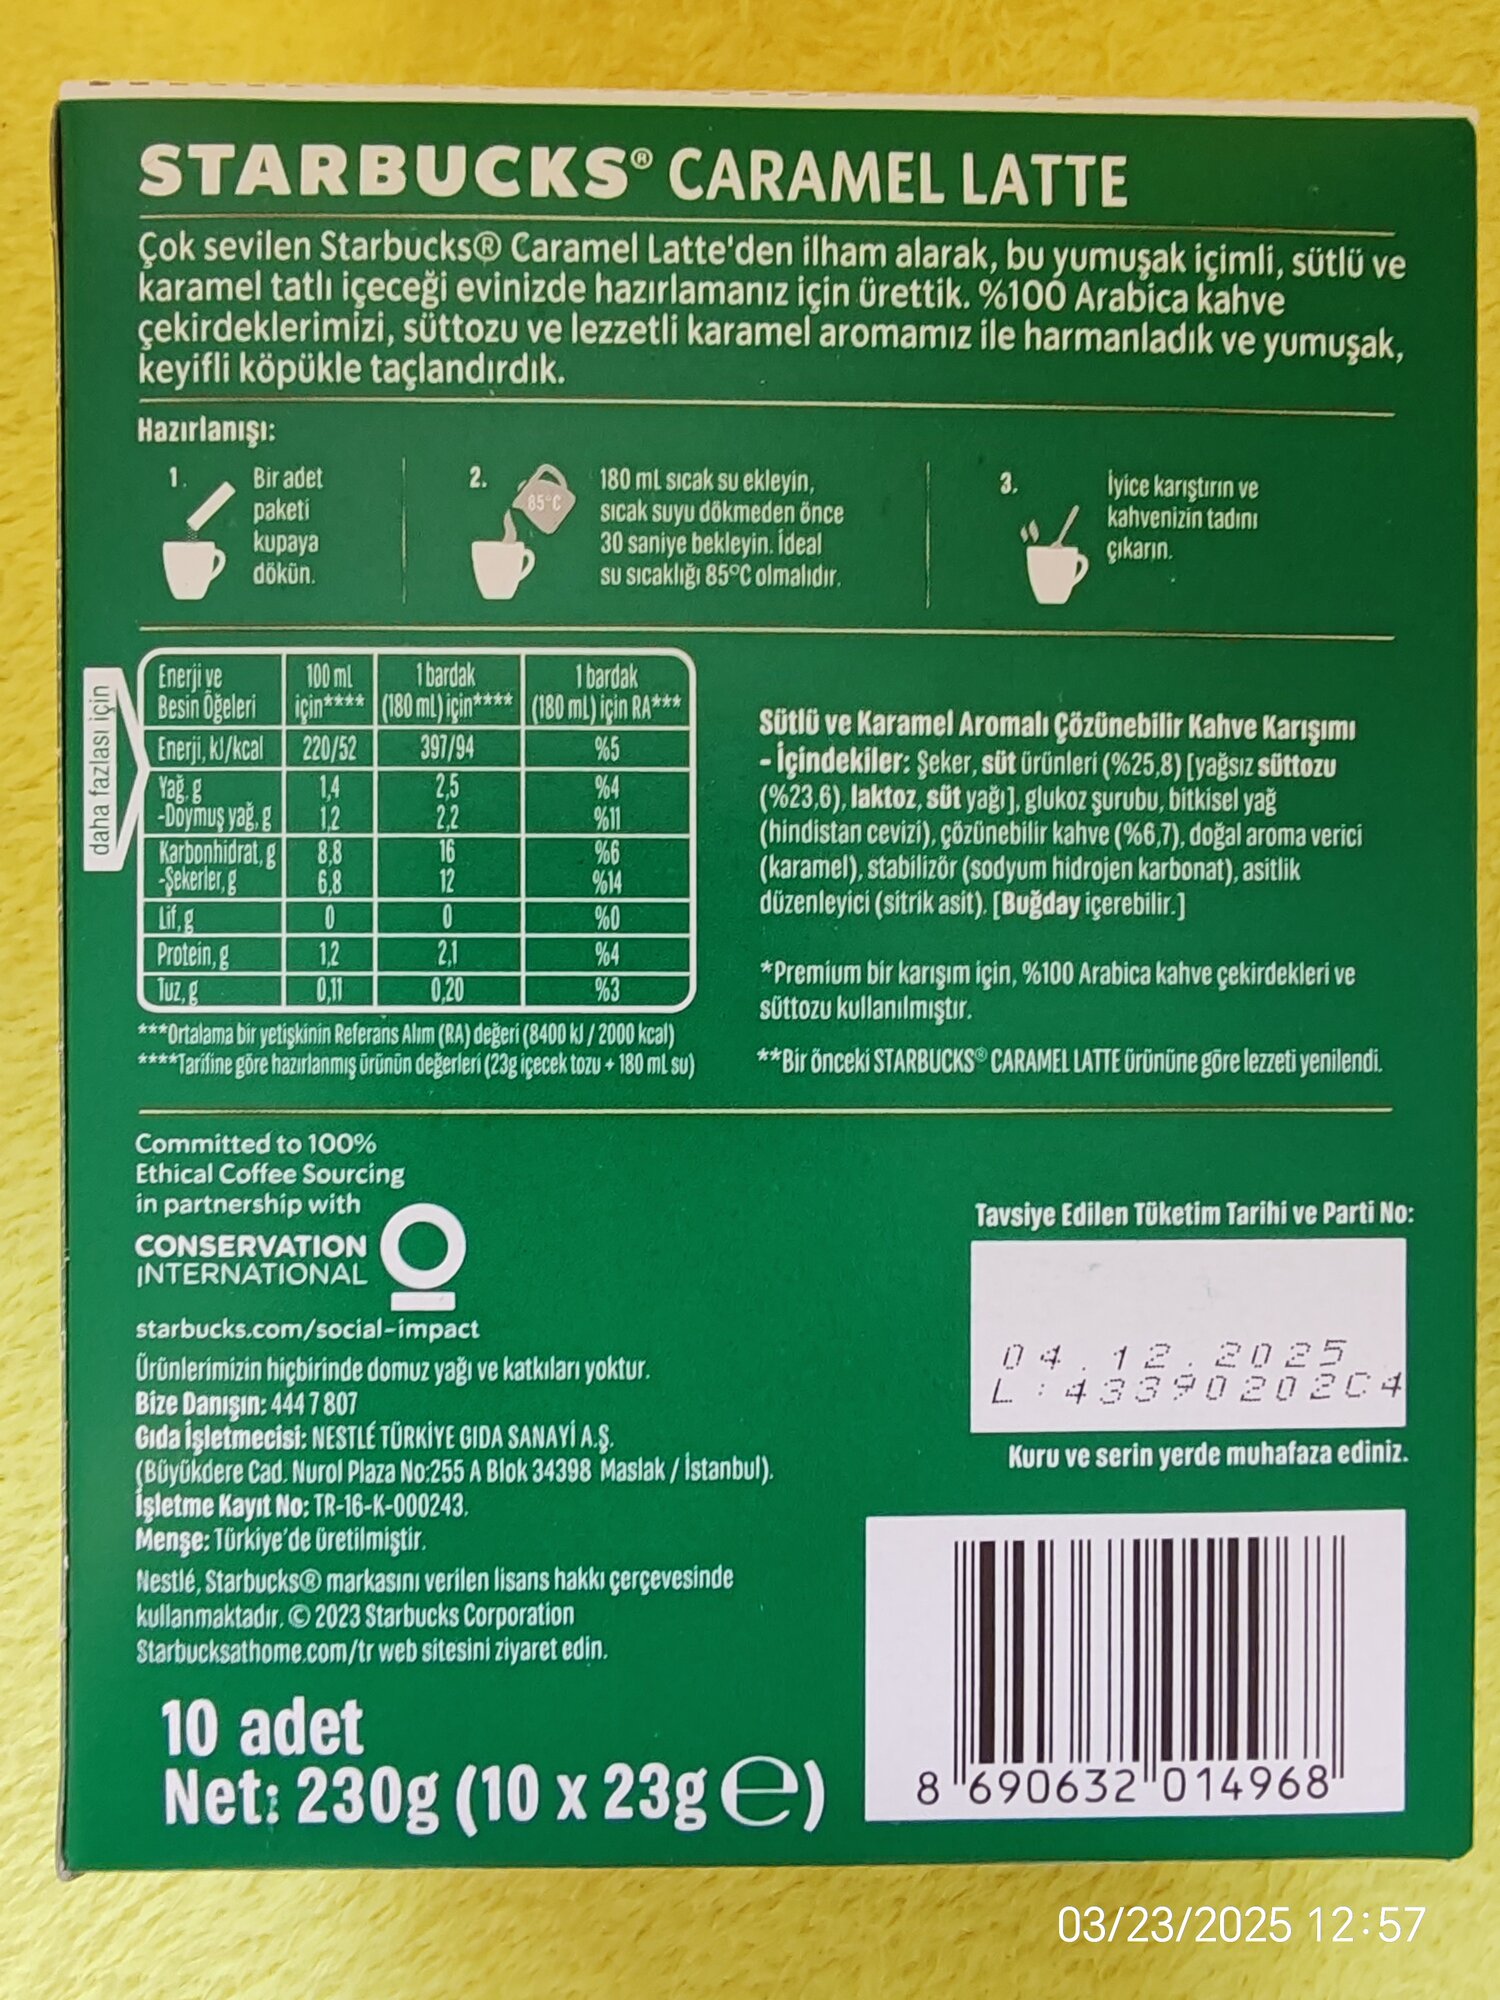 STARBUCKS® CARAMEL LATTE
Çok sevilen Starbucks® Caramel Latte'den ilham alarak, bu yumuşak içimli, sütlü ve
karamel tatlı içeceği evinizde hazırlamanız için ürettik. %100 Arabica kahve
çekirdeklerimizi, süttozu ve lezzetli karamel aromamız ile harmanladık ve yumuşak,
keyifli köpükle taçlandırdık.
Hazırlanışı:
1.
Bir adet
paketi
kupaya
dökün.
2.
85°C
180 mL sıcak su ekleyin,
sıcak suyu dökmeden önce
30 saniye bekleyin. İdeal
su sıcaklığı 85°C olmalıdır.
3.
İyice karıştırın ve
kahvenizin tadını
çıkarın.
daha fazlası için
Enerji ve Besin Öğeleri 100 mL için**** 1 bardak (180 mL) için**** 1 bardak (180 mL) için RA***
Enerji, kJ/kcal 220/52 397/94 %5
Yağ, g 1,4 2,5 %4
-Doymuş yağ, g 1,2 2,2 %11
Karbonhidrat, g 8,8 16 %6
-Şekerler, g 6,8 12 %14
Lif, g 0 0 %0
Protein, g 1,2 2,1 %4
Tuz, g 0,11 0,20 %3
***Ortalama bir yetişkinin Referans Alım (RA) değeri (8400 kJ / 2000 kcal)
****Tarifine göre hazırlanmış ürünün değerleri (23g içecek tozu + 180 mL su)
Sütlü ve Karamel Aromalı Çözünebilir Kahve Karışımı
- İçindekiler: Şeker, süt ürünleri (%25,8) [yağsız süttozu
(%23,6), laktoz, süt yağı], glukoz şurubu, bitkisel yağ
(hindistan cevizi), çözünebilir kahve (%6,7), doğal aroma verici
(karamel), stabilizör (sodyum hidrojen karbonat), asitlik
düzenleyici (sitrik asit). [Buğday içerebilir.]
*Premium bir karışım için, %100 Arabica kahve çekirdekleri ve
süttozu kullanılmıştır.
**Bir önceki STARBUCKS® CARAMEL LATTE ürününe göre lezzeti yenilendi.
Committed to 100%
Ethical Coffee Sourcing
in partnership with
CONSERVATION
INTERNATIONAL
starbucks.com/social-impact
Ürünlerimizin hiçbirinde domuz yağı ve katkıları yoktur.
Bize Danışın: 444 7 807
Gıda İşletmecisi: NESTLÉ TÜRKİYE GIDA SANAYİ A.Ş.
(Büyükdere Cad. Nurol Plaza No:255 A Blok 34398 Maslak / İstanbul).
İşletme Kayıt No: TR-16-K-000243.
Menşe: Türkiye'de üretilmiştir.
Nestlé, Starbucks® markasını verilen lisans hakkı çerçevesinde
kullanmaktadır. © 2023 Starbucks Corporation
Starbucksathome.com/tr web sitesini ziyaret edin.
10 adet
Net: 230g (10 x 23g ℮)
Tavsiye Edilen Tüketim Tarihi ve Parti No:
04.12.2025
L:43390202C4
Kuru ve serin yerde muhafaza ediniz.
8 690632 014968
03/23/2025 12:57